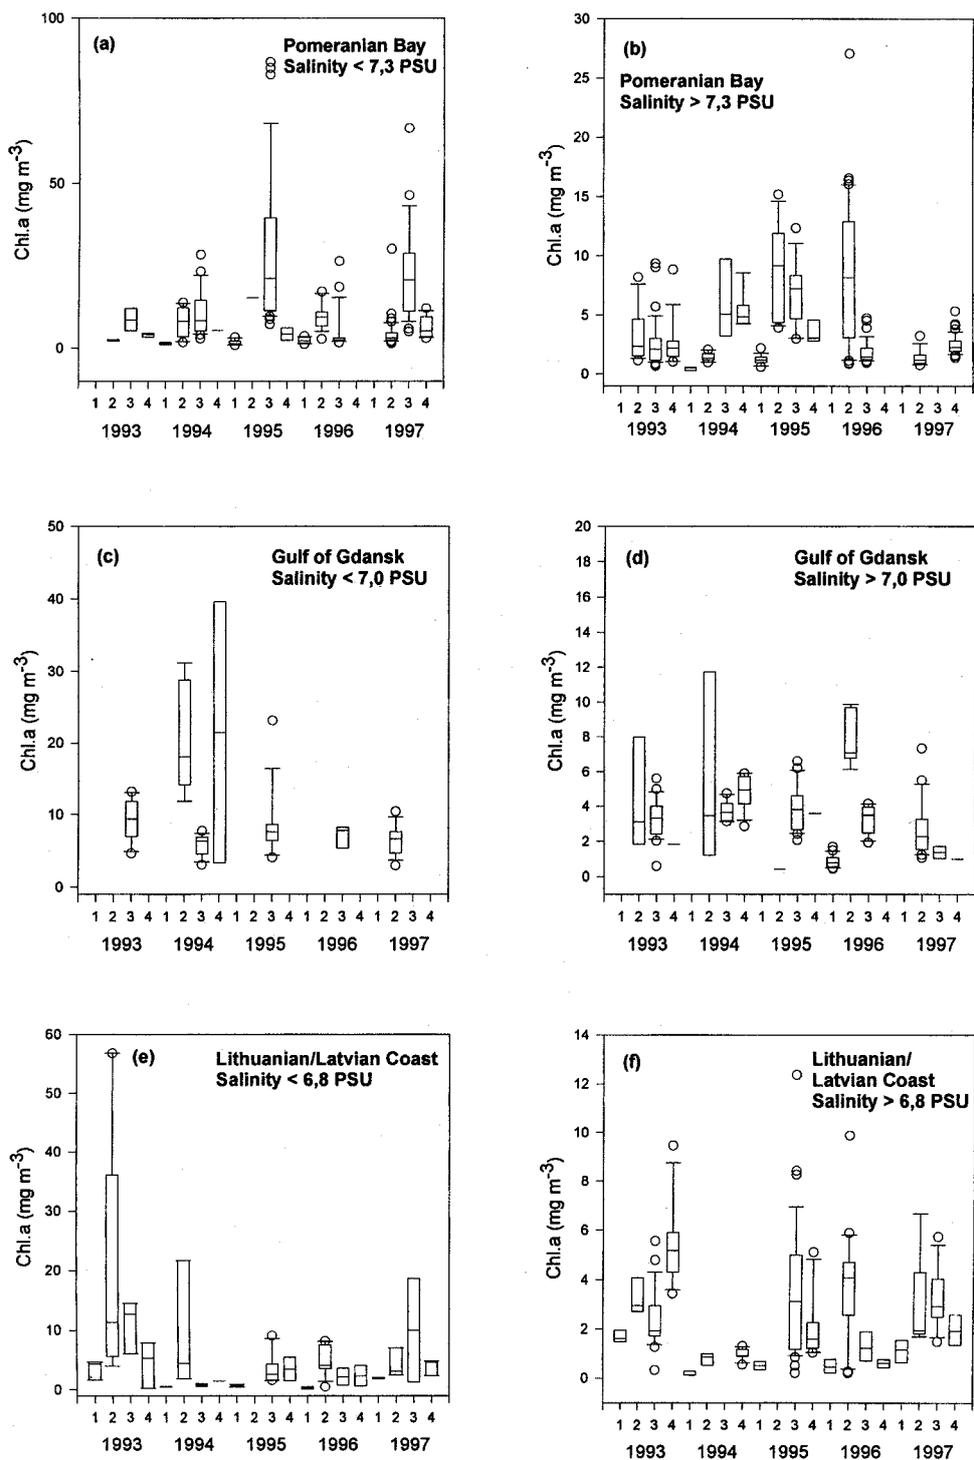 (a)
Pomeranian Bay
Salinity < 7,3 PSU
Chl.a (mg m-3)
100
50
0
1 2 3 4 1 2 3 4 1 2 3 4 1 2 3 4 1 2 3 4
1993 1994 1995 1996 1997
(b)
Pomeranian Bay
Salinity > 7,3 PSU
Chl.a (mg m-3)
30
25
20
15
10
5
0
1 2 3 4 1 2 3 4 1 2 3 4 1 2 3 4 1 2 3 4
1993 1994 1995 1996 1997
(c)
Gulf of Gdansk
Salinity < 7,0 PSU
Chl.a (mg m-3)
50
40
30
20
10
0
1 2 3 4 1 2 3 4 1 2 3 4 1 2 3 4 1 2 3 4
1993 1994 1995 1996 1997
(d)
Gulf of Gdansk
Salinity > 7,0 PSU
Chl.a (mg m-3)
20
18
16
14
12
10
8
6
4
2
0
1 2 3 4 1 2 3 4 1 2 3 4 1 2 3 4 1 2 3 4
1993 1994 1995 1996 1997
(e)
Lithuanian/Latvian Coast
Salinity < 6,8 PSU
Chl.a (mg m-3)
60
50
40
30
20
10
0
1 2 3 4 1 2 3 4 1 2 3 4 1 2 3 4 1 2 3 4
1993 1994 1995 1996 1997
(f)
Lithuanian/
Latvian Coast
Salinity > 6,8 PSU
Chl.a (mg m-3)
14
12
10
8
6
4
2
0
1 2 3 4 1 2 3 4 1 2 3 4 1 2 3 4 1 2 3 4
1993 1994 1995 1996 1997